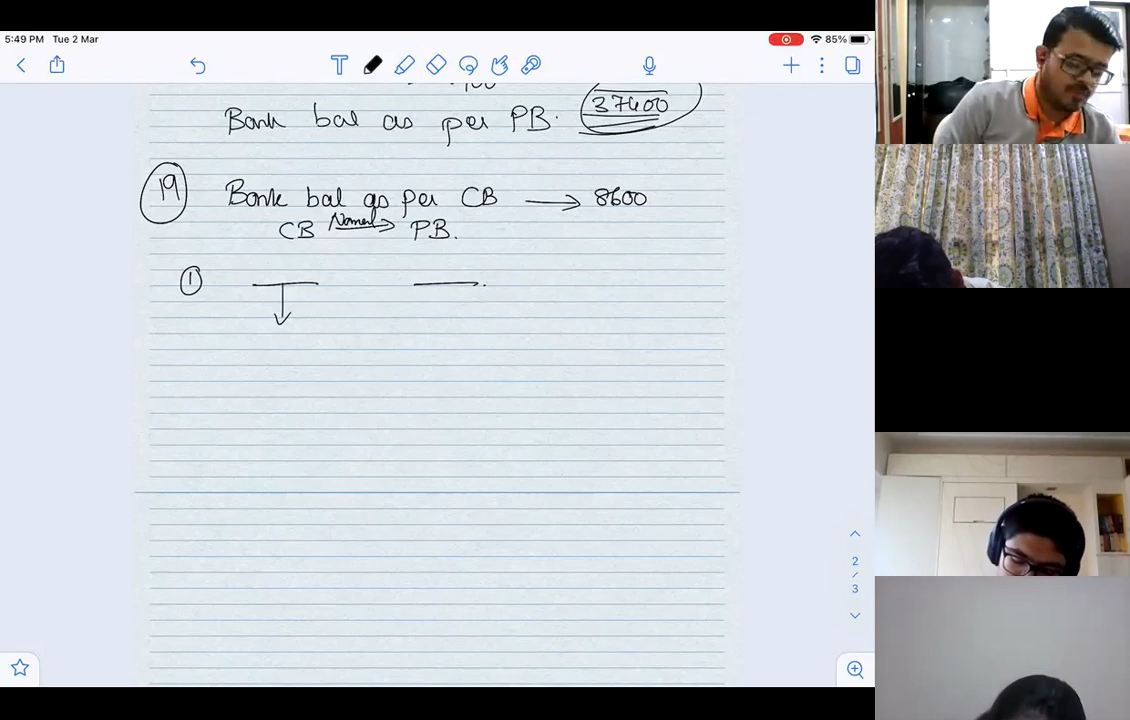 5:49 PM Tue 2 Mar
85%
T
100
Bank bal as per PB. 37400
19 Bank bal as per CB → 8600
CB Normal PB.
1
2
/
3